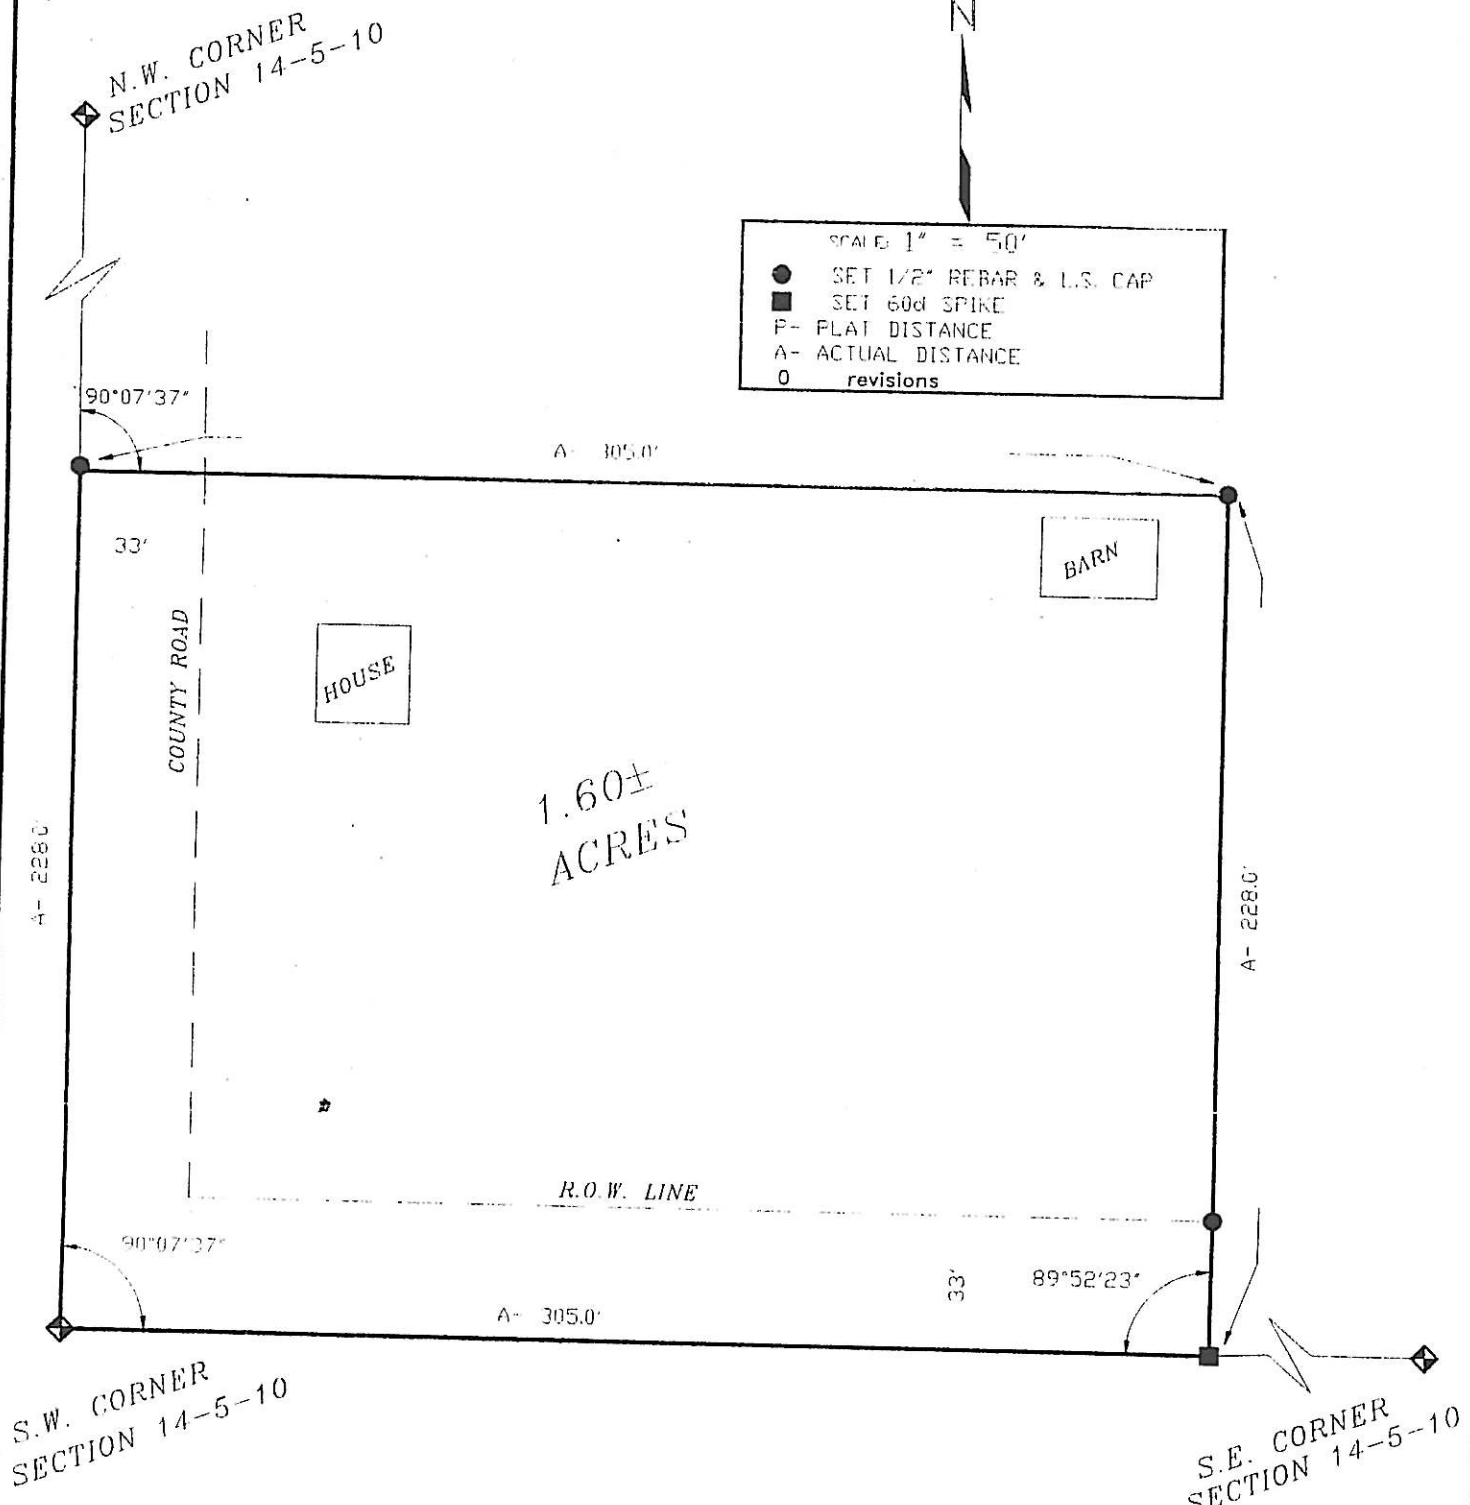 N
N.W. CORNER
SECTION 14-5-10
SCALE: 1" = 50'
SET 1/2" REBAR & L.S. CAP
SET 60d SPIKE
P- PLAT DISTANCE
A- ACTUAL DISTANCE
0 revisions
90°07'37"
A- 305.0'
33'
BARN
COUNTY ROAD
HOUSE
1.60±
ACRES
A- 228.0'
A- 228.0'
R.O.W. LINE
90°07'37"
33'
89°52'23"
A- 305.0'
S.W. CORNER
SECTION 14-5-10
S.E. CORNER
SECTION 14-5-10